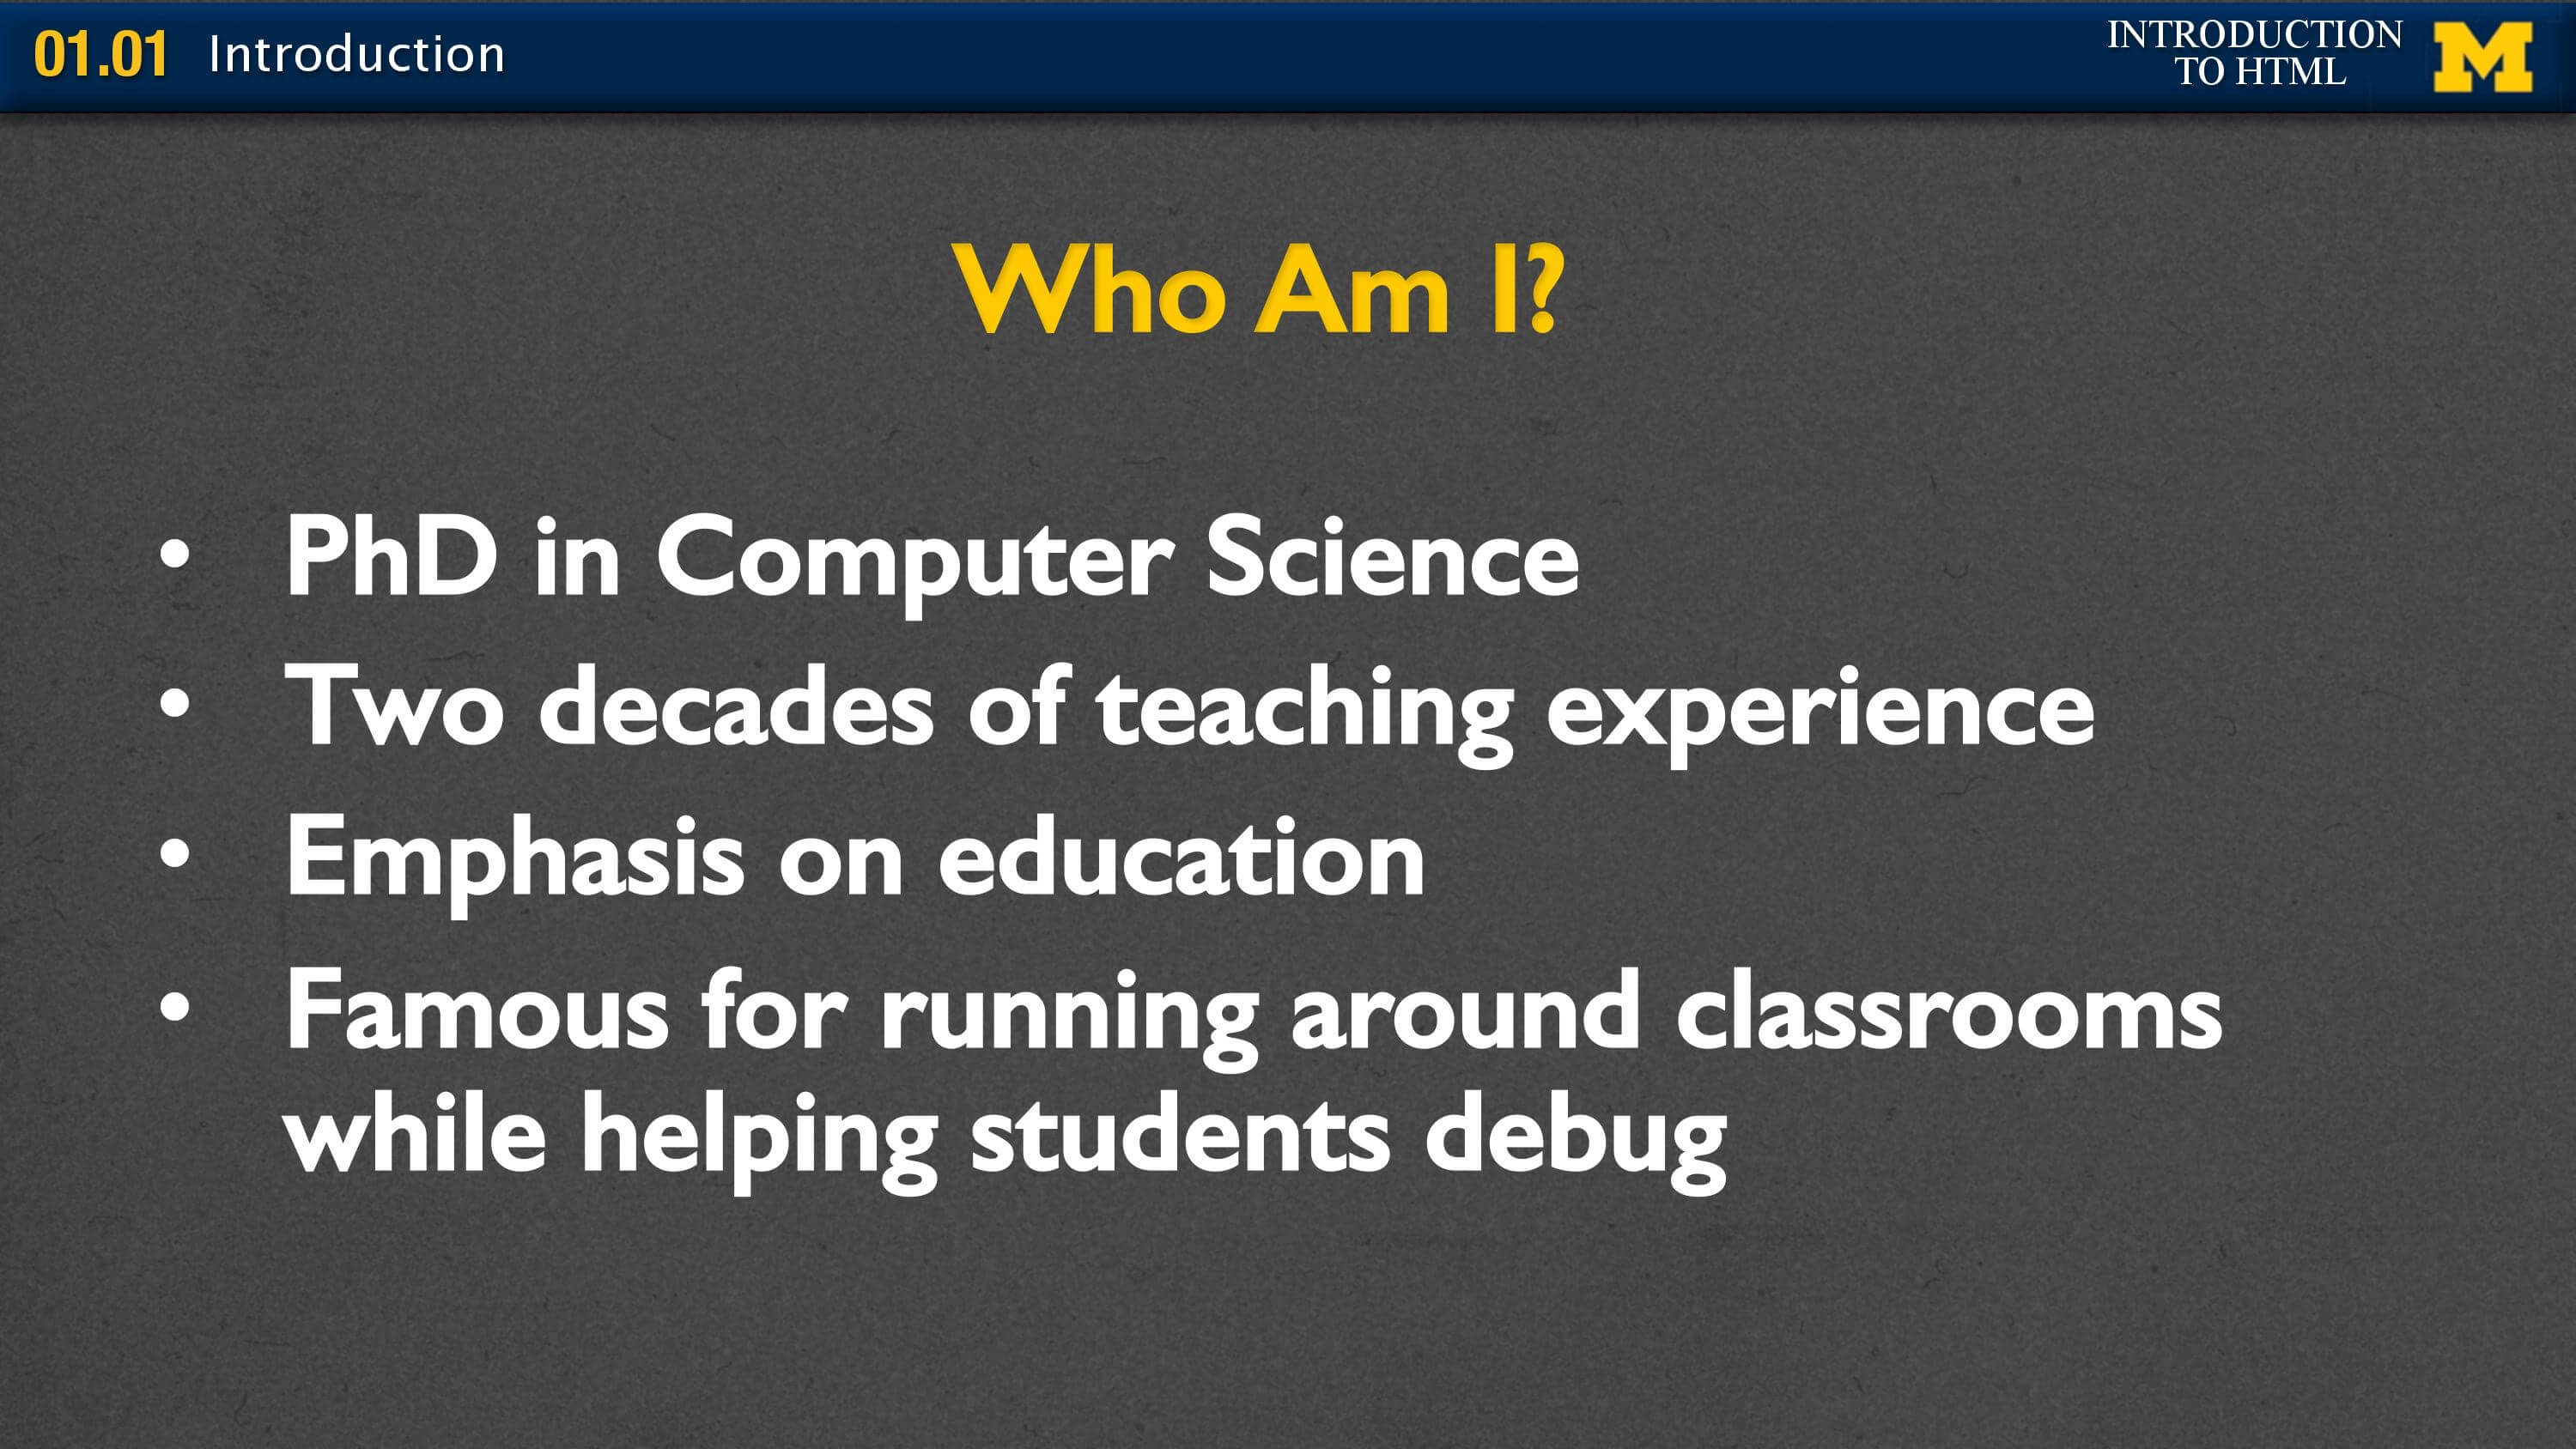 01.01 Introduction
INTRODUCTION
TO HTML
M
Who Am I?
• PhD in Computer Science
• Two decades of teaching experience
• Emphasis on education
• Famous for running around classrooms
while helping students debug